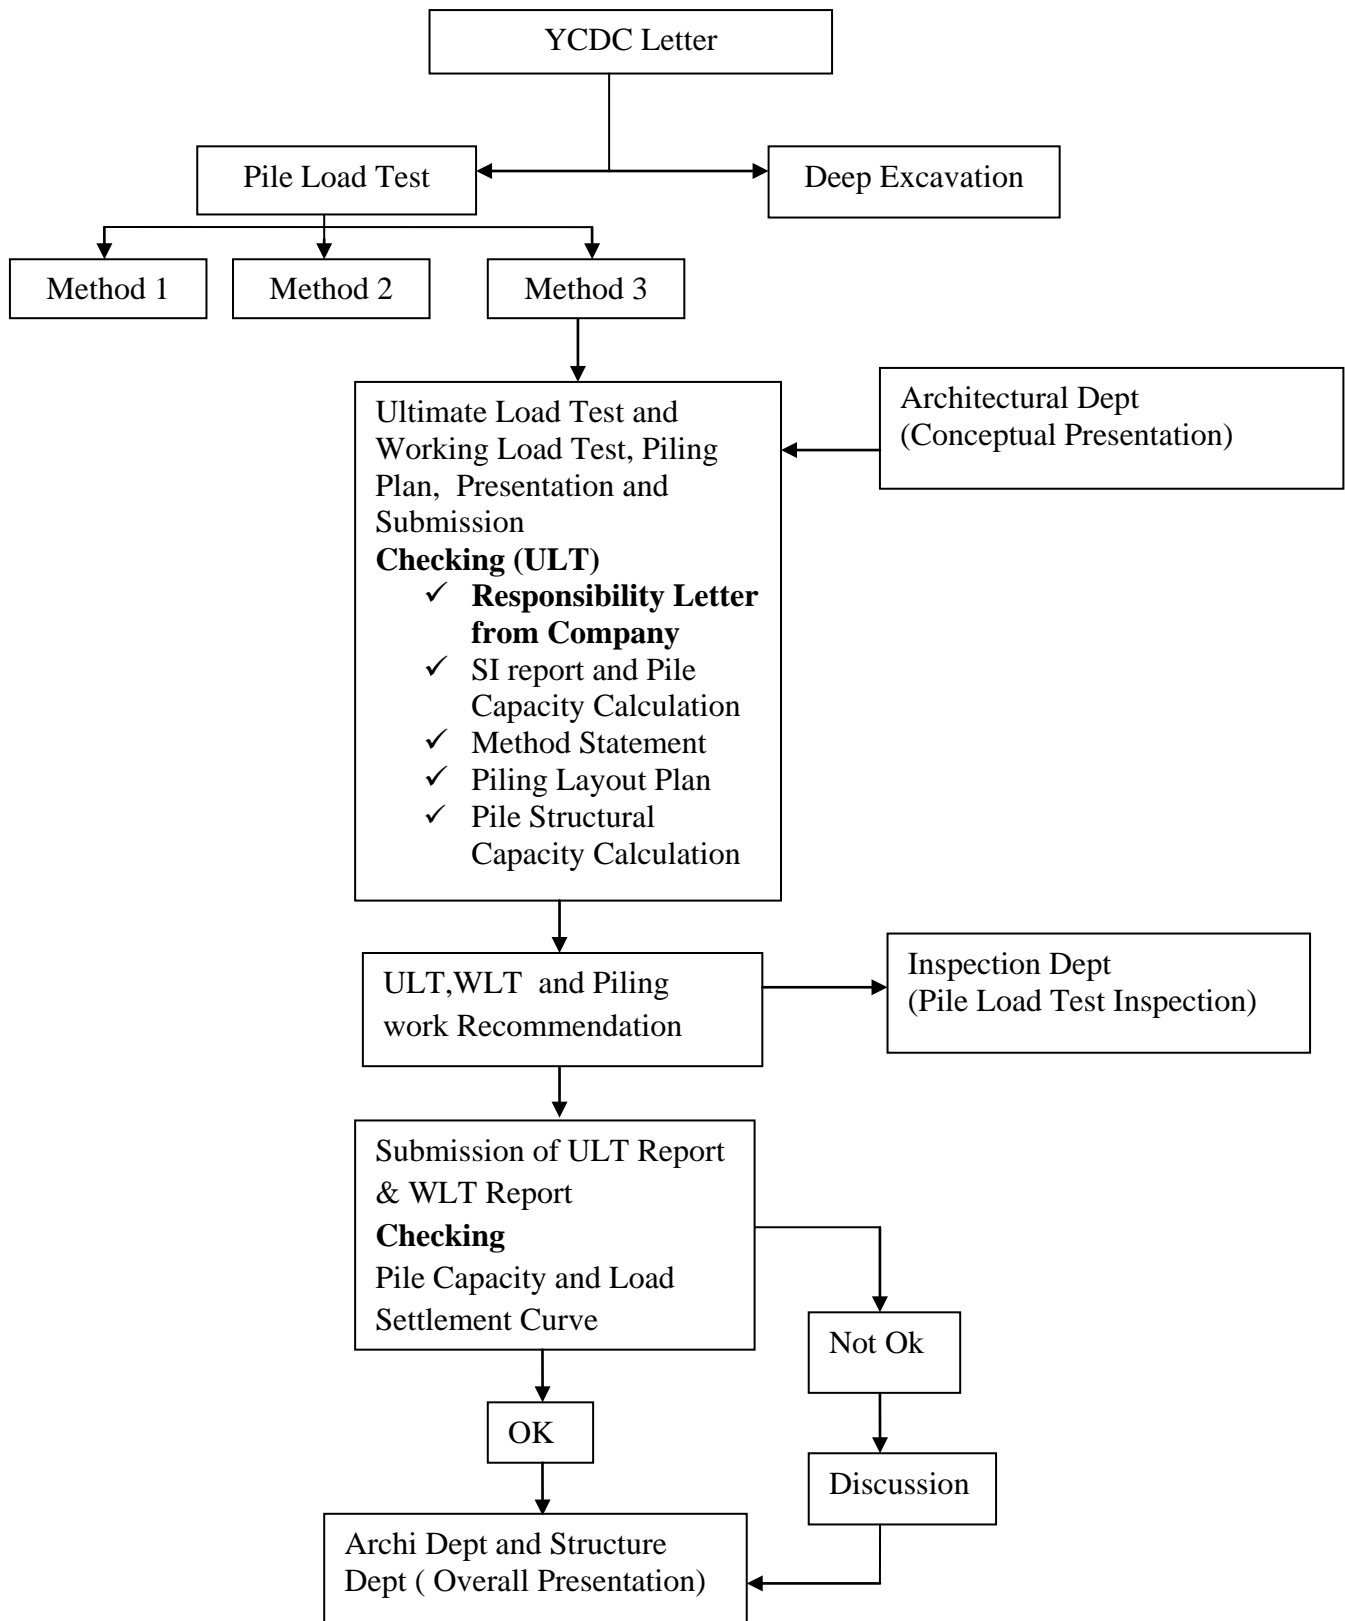 YCDC Letter
Pile Load Test
Deep Excavation
Method 1
Method 2
Method 3
Ultimate Load Test and
Working Load Test, Piling
Plan,  Presentation and
Submission
Checking (ULT)
✓ Responsibility Letter
from Company
✓ SI report and Pile
Capacity Calculation
✓ Method Statement
✓ Piling Layout Plan
✓ Pile Structural
Capacity Calculation
Architectural Dept
(Conceptual Presentation)
ULT,WLT  and Piling
work Recommendation
Inspection Dept
(Pile Load Test Inspection)
Submission of ULT Report
& WLT Report
Checking
Pile Capacity and Load
Settlement Curve
Not Ok
OK
Discussion
Archi Dept and Structure
Dept ( Overall Presentation)